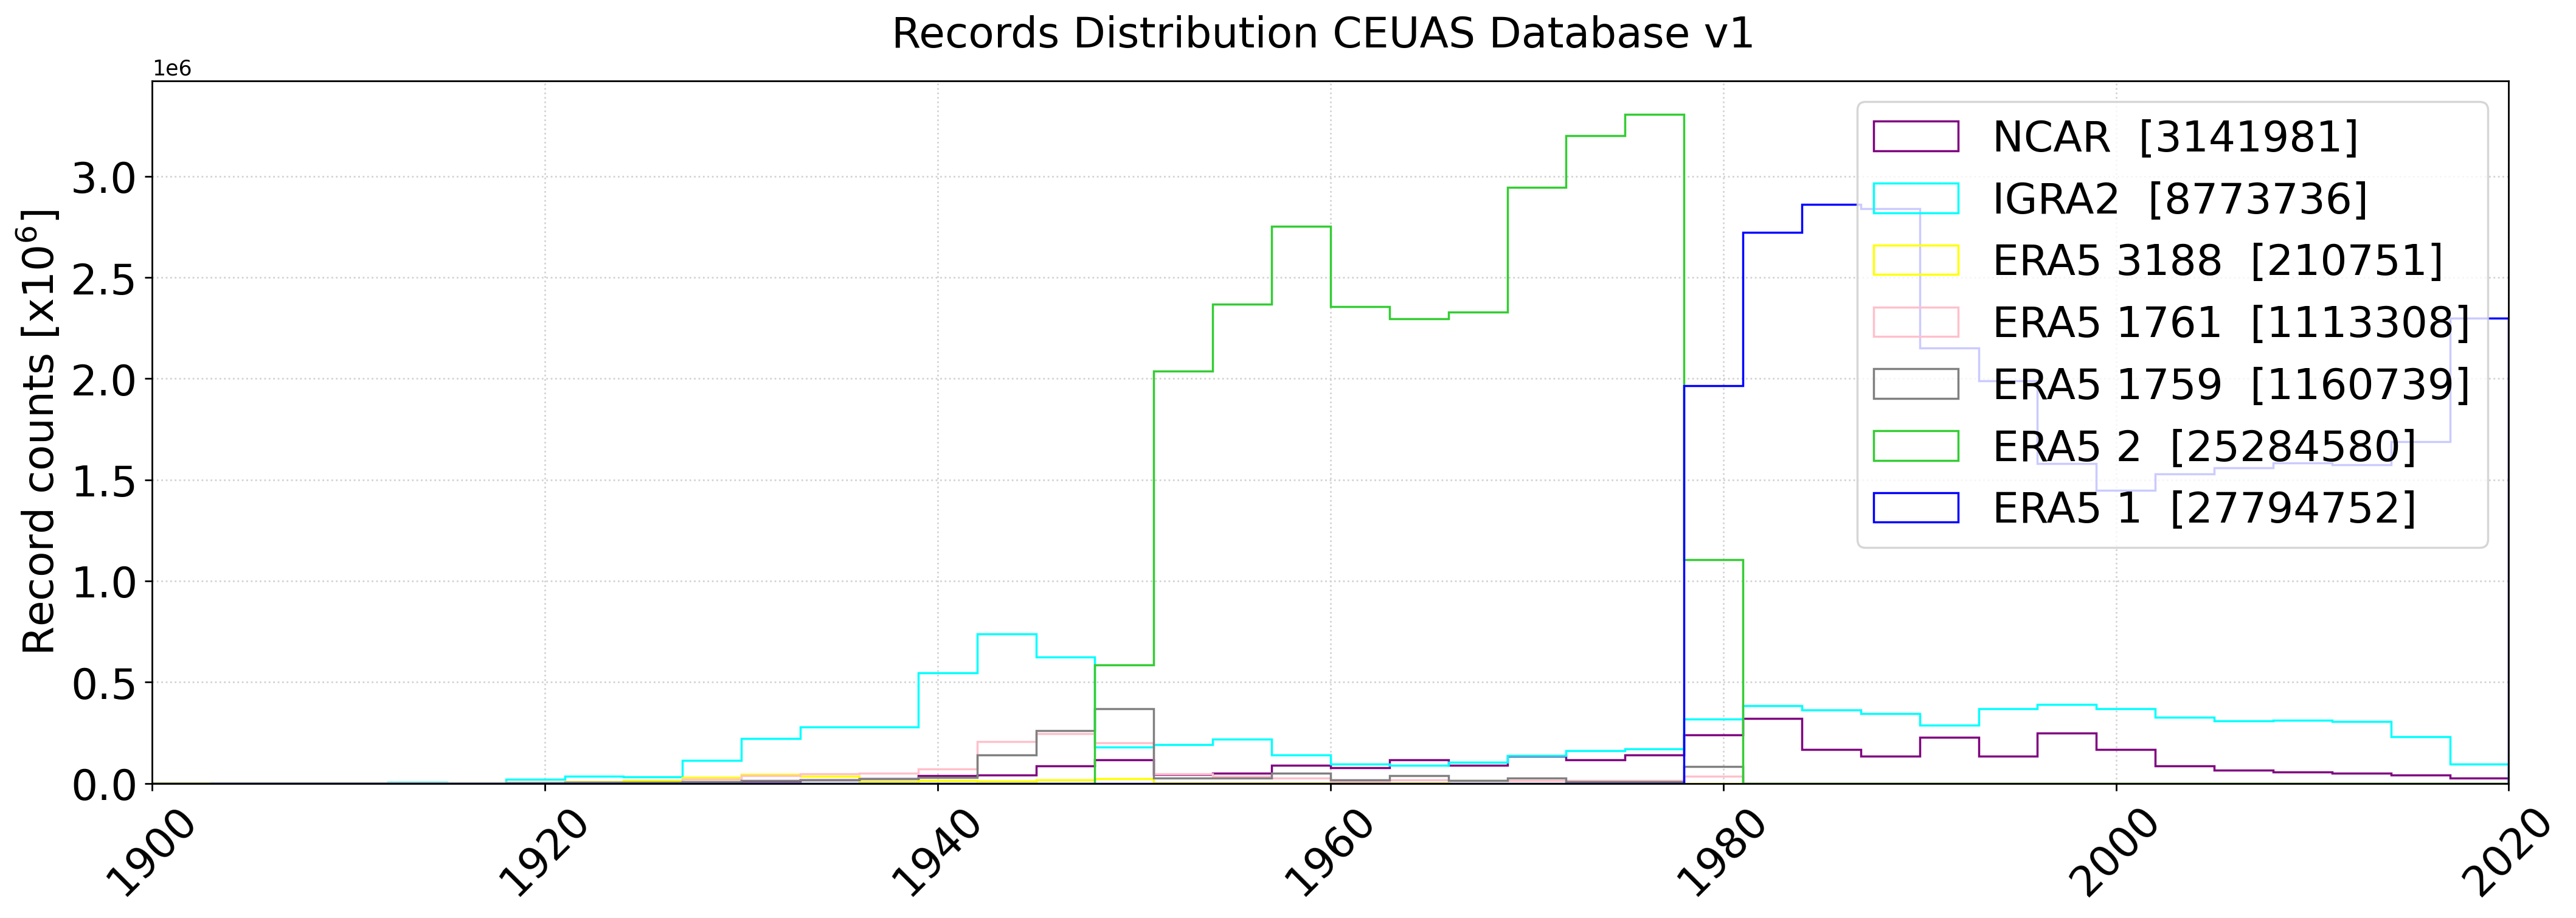 Records Distribution CEUAS Database v1
1e6
Record counts [x10⁶]
3.0
2.5
2.0
1.5
1.0
0.5
0.0
NCAR [3141981]
IGRA2 [8773736]
ERA5 3188 [210751]
ERA5 1761 [1113308]
ERA5 1759 [1160739]
ERA5 2 [25284580]
ERA5 1 [27794752]
1900 1920 1940 1960 1980 2000 2020